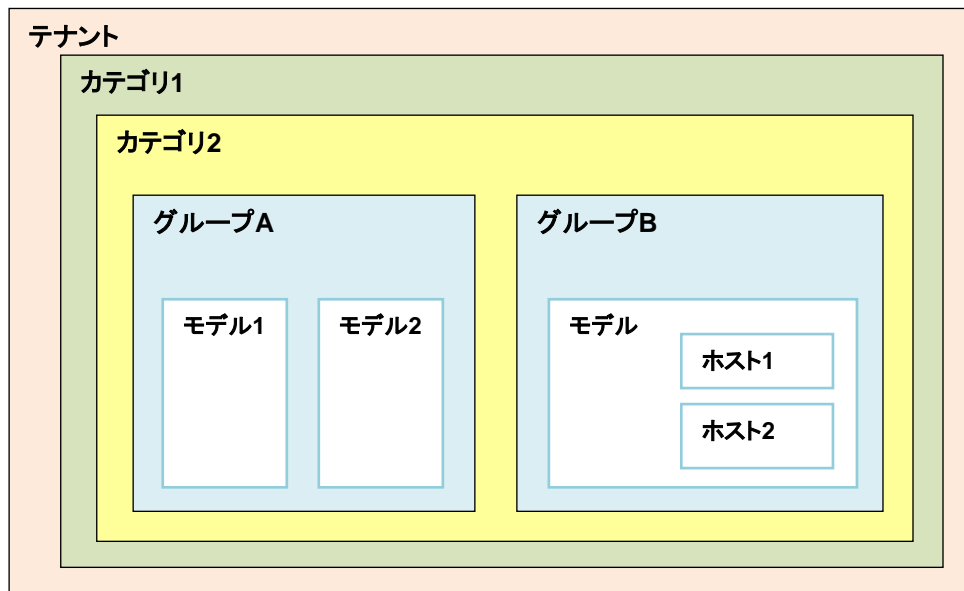 テナント
カテゴリ1
カテゴリ2
グループA
グループB
モデル1
モデル2
モデル
ホスト1
ホスト2